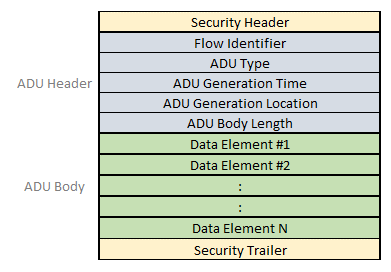 Security Header
Flow Identifier
ADU Type
ADU Header
ADU Generation Time
ADU Generation Location
ADU Body Length
Data Element #1
Data Element #2
ADU Body
:
:
Data Element N
Security Trailer